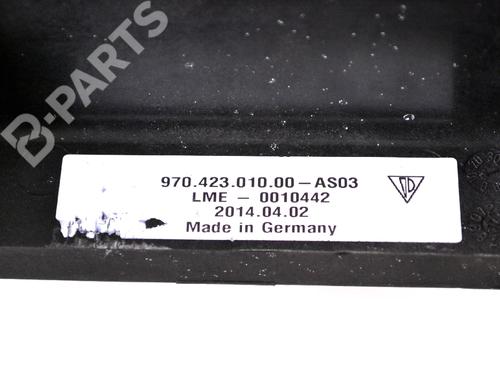 B-PARTS
970.423.010.00-AS03
LME - 0010442
2014.04.02
Made in Germany